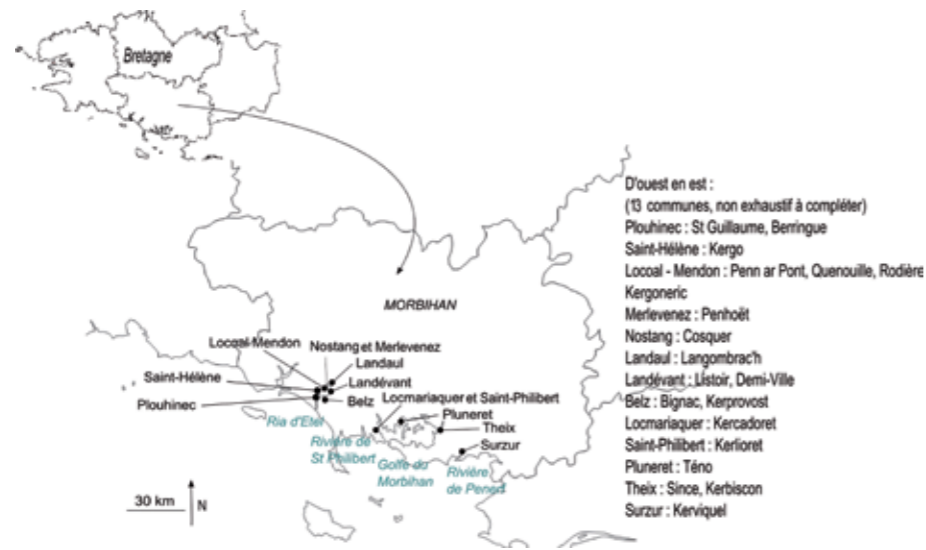 Bretagne
D'ouest en est :
(13 communes, non exhaustif à compléter)
Plouhinec : St Guillaume, Berringue
Saint-Hélène : Kergo
Locoal - Mendon : Penn ar Pont, Quenouille, Rodière
Kergoneric
Merlevenez : Penhoët
Nostang : Cosquer
Landaul : Langombrac'h
Landévant : Listoir, Demi-Ville
Belz : Bignac, Kerprovost
Locmariaquer : Kercadoret
Saint-Philibert : Kerlioret
Pluneret : Téno
Theix : Since, Kerbiscon
Surzur : Kerviquel
MORBIHAN
Locoal-Mendon
Nostang et Merlevenez
Landaul
Saint-Hélène
Landévant
Plouhinec
Belz
Locmariaquer et Saint-Philibert
Pluneret
Theix
Surzur
Ria d'Etel
Rivière de
St Philibert
Golfe du
Morbihan
Rivière
de Penerf
30 km
N